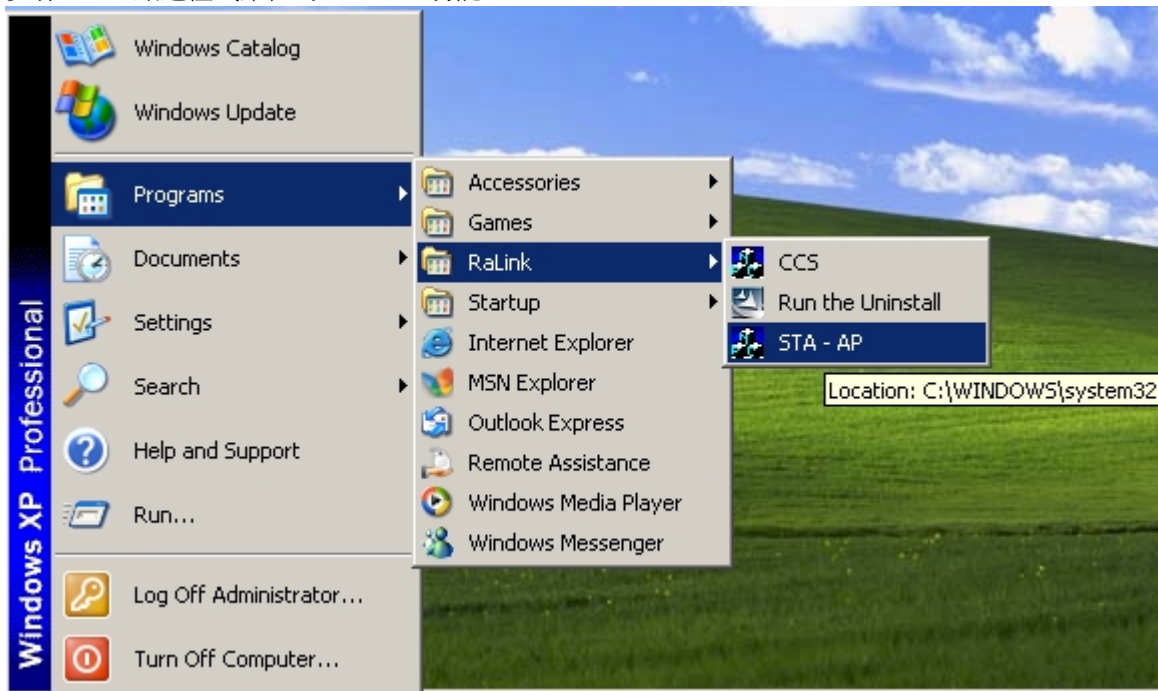 Windows XP Professional
Windows Catalog
Windows Update
Programs
Documents
Settings
Search
Help and Support
Run...
Log Off Administrator...
Turn Off Computer...
Accessories
Games
RaLink
Startup
Internet Explorer
MSN Explorer
Outlook Express
Remote Assistance
Windows Media Player
Windows Messenger
CCS
Run the Uninstall
STA - AP
Location: C:\WINDOWS\system32